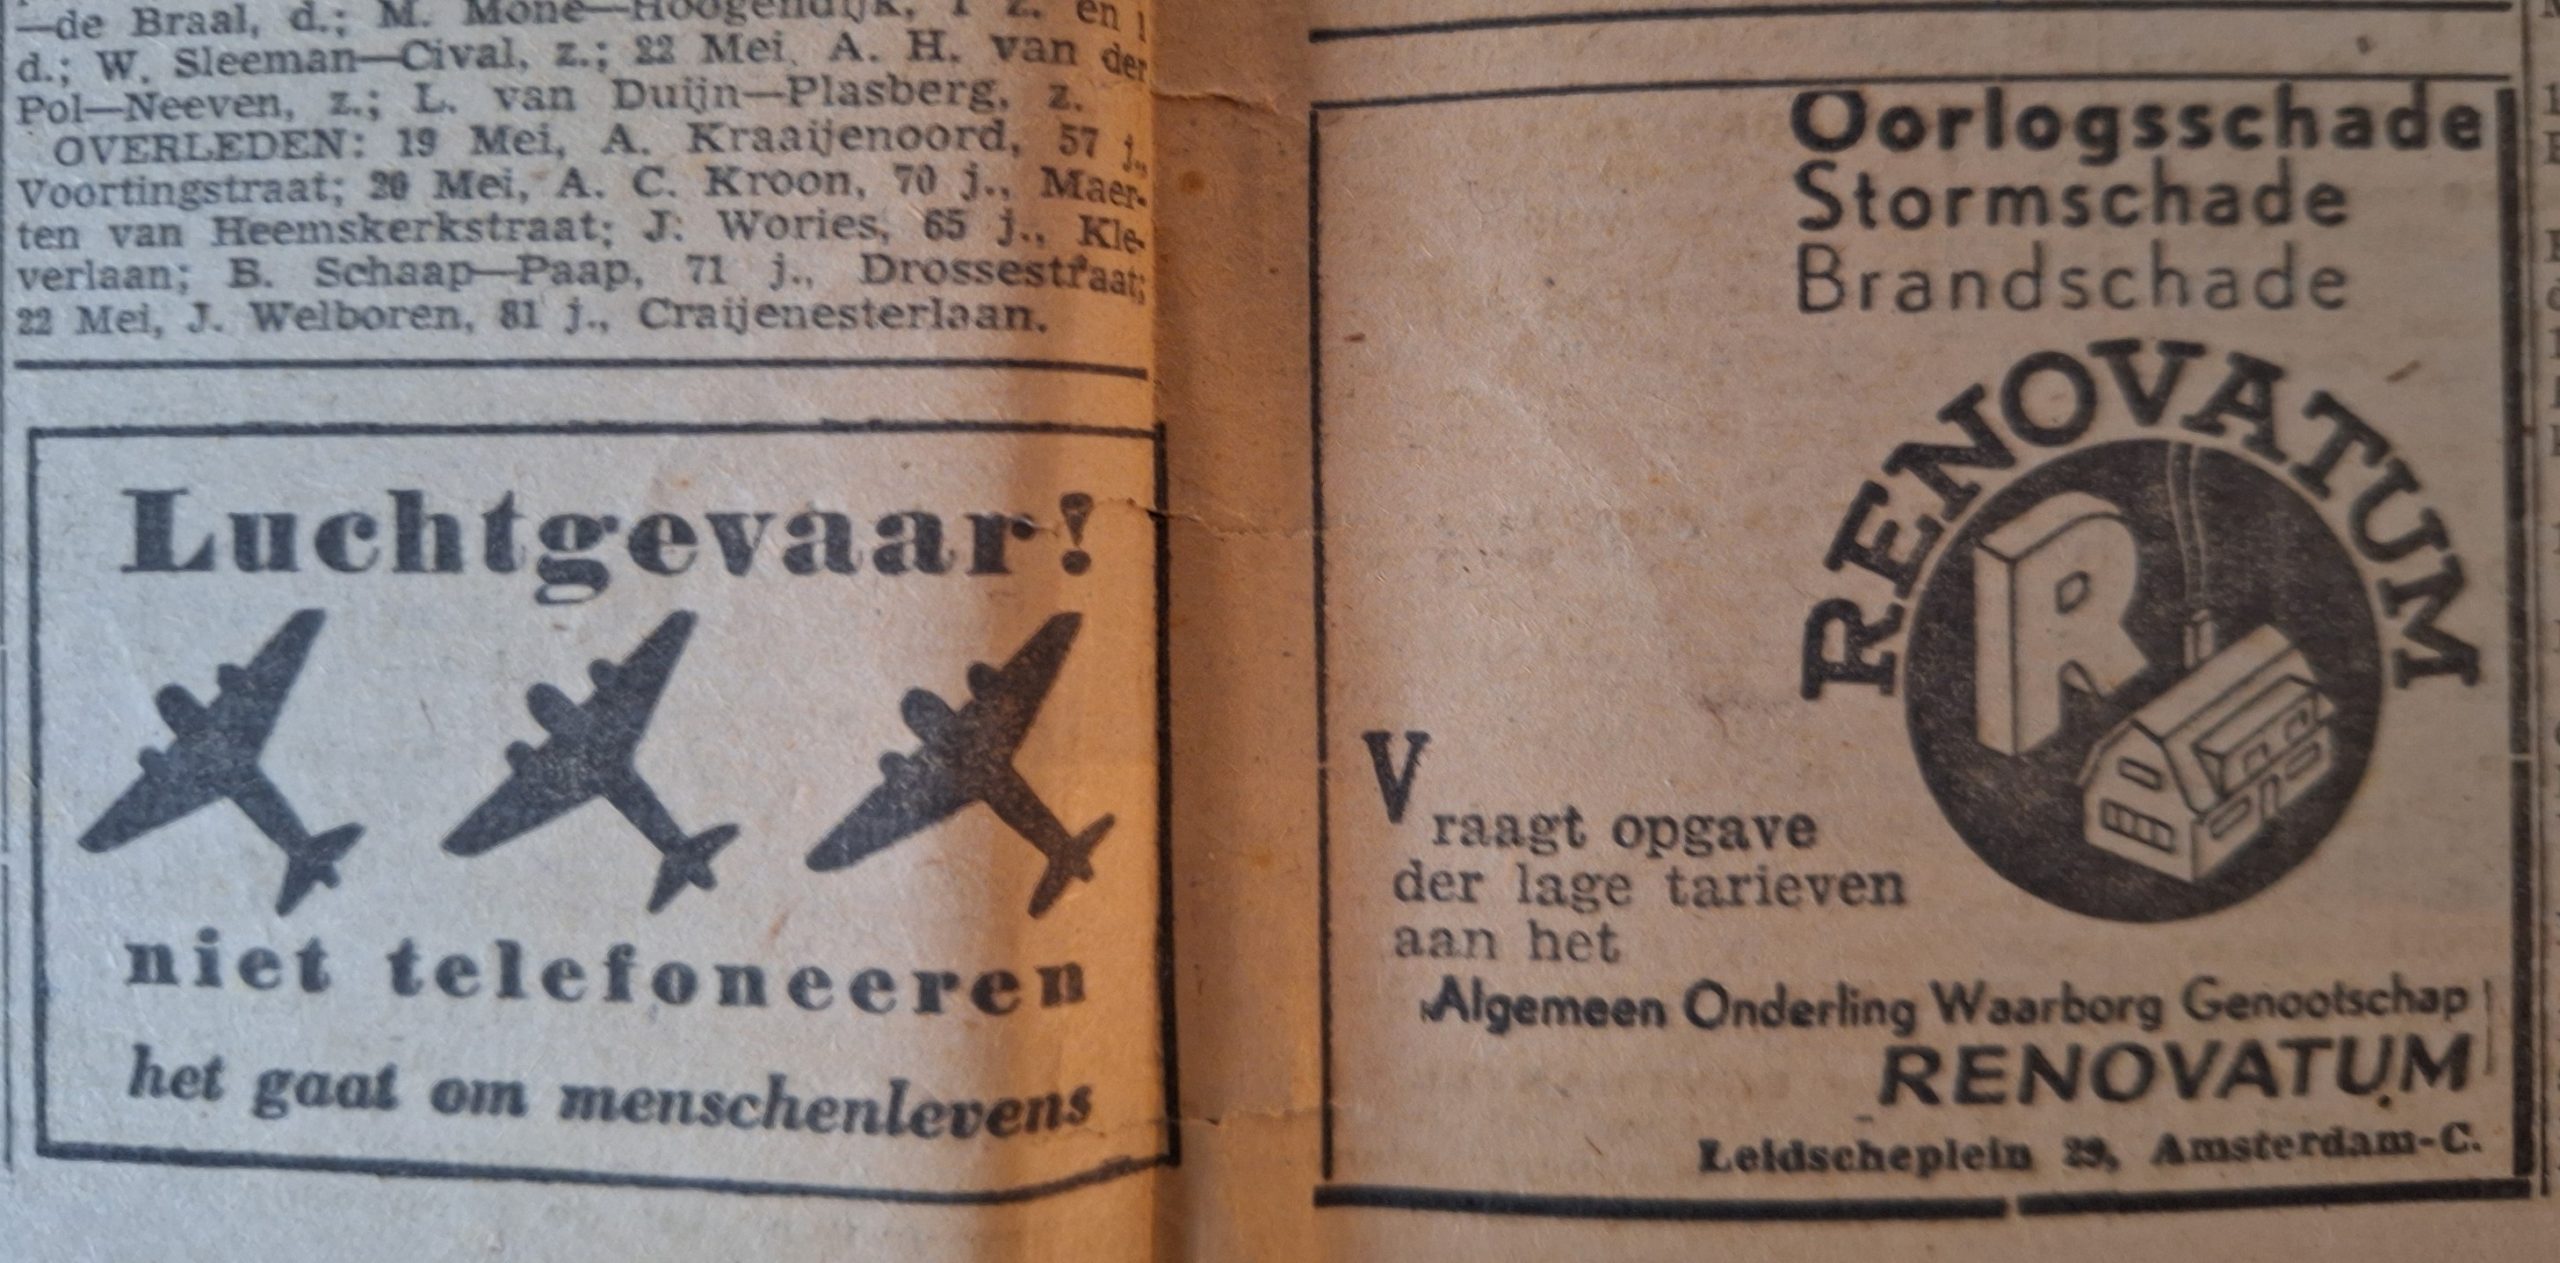 —de Braal, d.; M. Mone—Hoogendijk, 1 z. en 1
d.; W. Sleeman—Cival, z.; 22 Mei, A. H. van der
Pol—Neeven, z.; L. van Duijn—Plasberg, z.
OVERLEDEN: 19 Mei, A. Kraaijenoord, 57 j.,
Voortingstraat; 20 Mei, A. C. Kroon, 70 j., Maer-
ten van Heemskerkstraat; J. Wories, 65 j., Kle-
verlaan; B. Schaap—Paap, 71 j., Drossestraat;
22 Mei, J. Welboren, 81 j., Craijenesterlaan.
Luchtgevaar!
niet telefoneeren
het gaat om menschenlevens
Oorlogsschade
Stormschade
Brandschade
RENOVATUM
R
Vraagt opgave
der lage tarieven
aan het
Algemeen Onderling Waarborg Genootschap
RENOVATUM
Leidscheplein 29, Amsterdam-C.